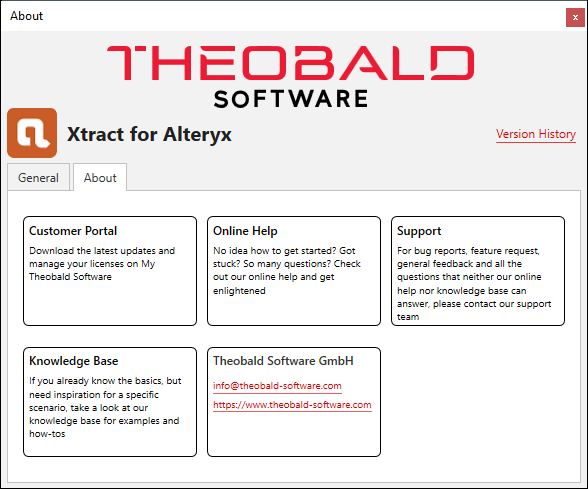 About
x
THEOBALD
SOFTWARE
Xtract for Alteryx
Version History
General
About
Customer Portal
Download the latest updates and
manage your licenses on My
Theobald Software
Online Help
No idea how to get started? Got
stuck? So many questions? Check
out our online help and get
enlightened
Support
For bug reports, feature request,
general feedback and all the
questions that neither our online
help nor knowledge base can
answer, please contact our support
team
Knowledge Base
If you already know the basics, but
need inspiration for a specific
scenario, take a look at our
knowledge base for examples and
how-tos
Theobald Software GmbH
info@theobald-software.com
https://www.theobald-software.com